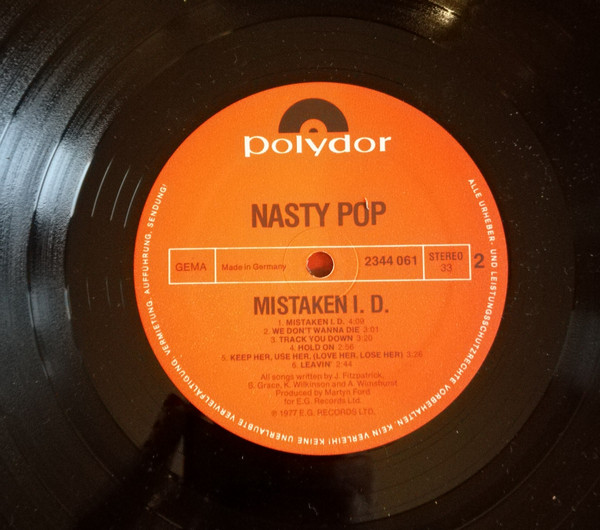 polydor
NASTY POP
GEMA
Made in Germany
2344 061
STEREO
33
2
MISTAKEN I. D.
1. MISTAKEN I. D. 4:09
2. WE DON'T WANNA DIE 3:01
3. TRACK YOU DOWN 3:20
4. HOLD ON 2:56
5. KEEP HER, USE HER, (LOVE HER, LOSE HER) 3:26
6. LEAVIN' 2:44
All songs written by J. Fitzpatrick,
S. Grace, K. Wilkinson and A. Whitehurst
Produced by Martyn Ford
for E.G. Records Ltd.
℗ 1977 E.G. RECORDS LTD.
ALLE URHEBER- UND LEISTUNGSSCHUTZRECHTE VORBEHALTEN. KEIN VERLEIH! KEINE UNERLAUBTE VERVIELFÄLTIGUNG, VERMIETUNG, AUFFÜHRUNG, SENDUNG!